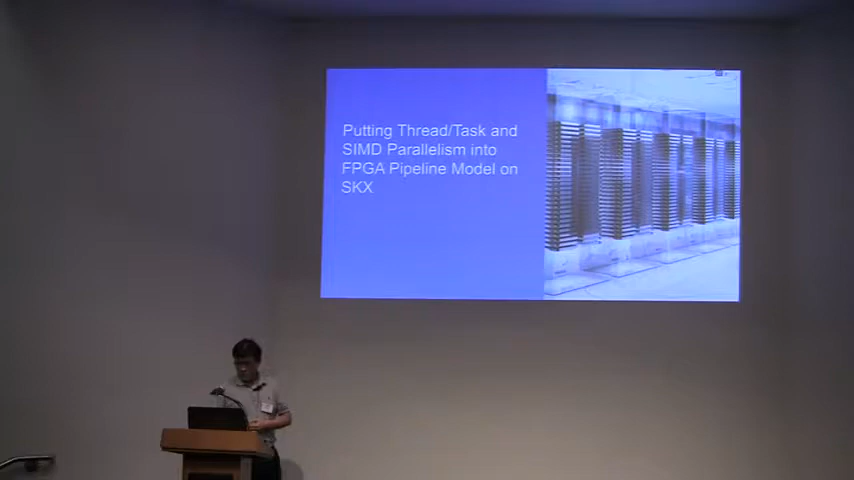 Putting Thread/Task and
SIMD Parallelism into
FPGA Pipeline Model on
SKX